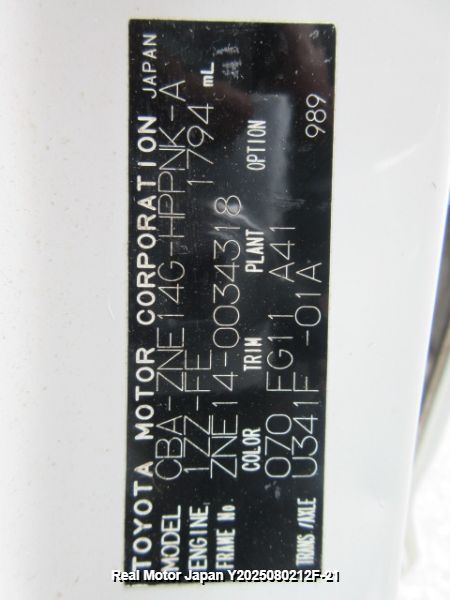 TOYOTA MOTOR CORPORATION JAPAN
MODEL CBA-ZNE14G-HPPNK-A
ENGINE 1ZZ-FE 1794 mL
FRAME No. ZNE14-0034318
COLOR TRIM PLANT OPTION
070 FG11 A41
TRANS/AXLE U341F -01A 989
Real Motor Japan Y2025080212F-21